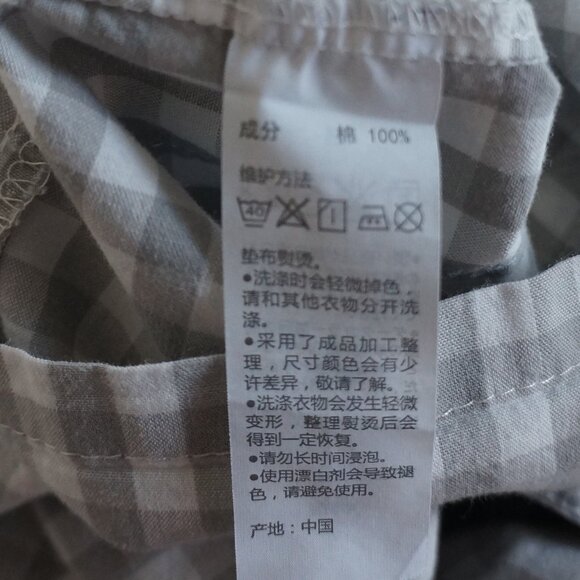 成分 棉 100%
维护方法
40
垫布熨烫。
●洗涤时会轻微掉色，
请和其他衣物分开洗
涤。
●采用了成品加工整
理，尺寸颜色会有少
许差异，敬请了解。
●洗涤衣物会发生轻微
变形，整理熨烫后会
得到一定恢复。
●请勿长时间浸泡。
●使用漂白剂会导致褪
色，请避免使用。
产地：中国